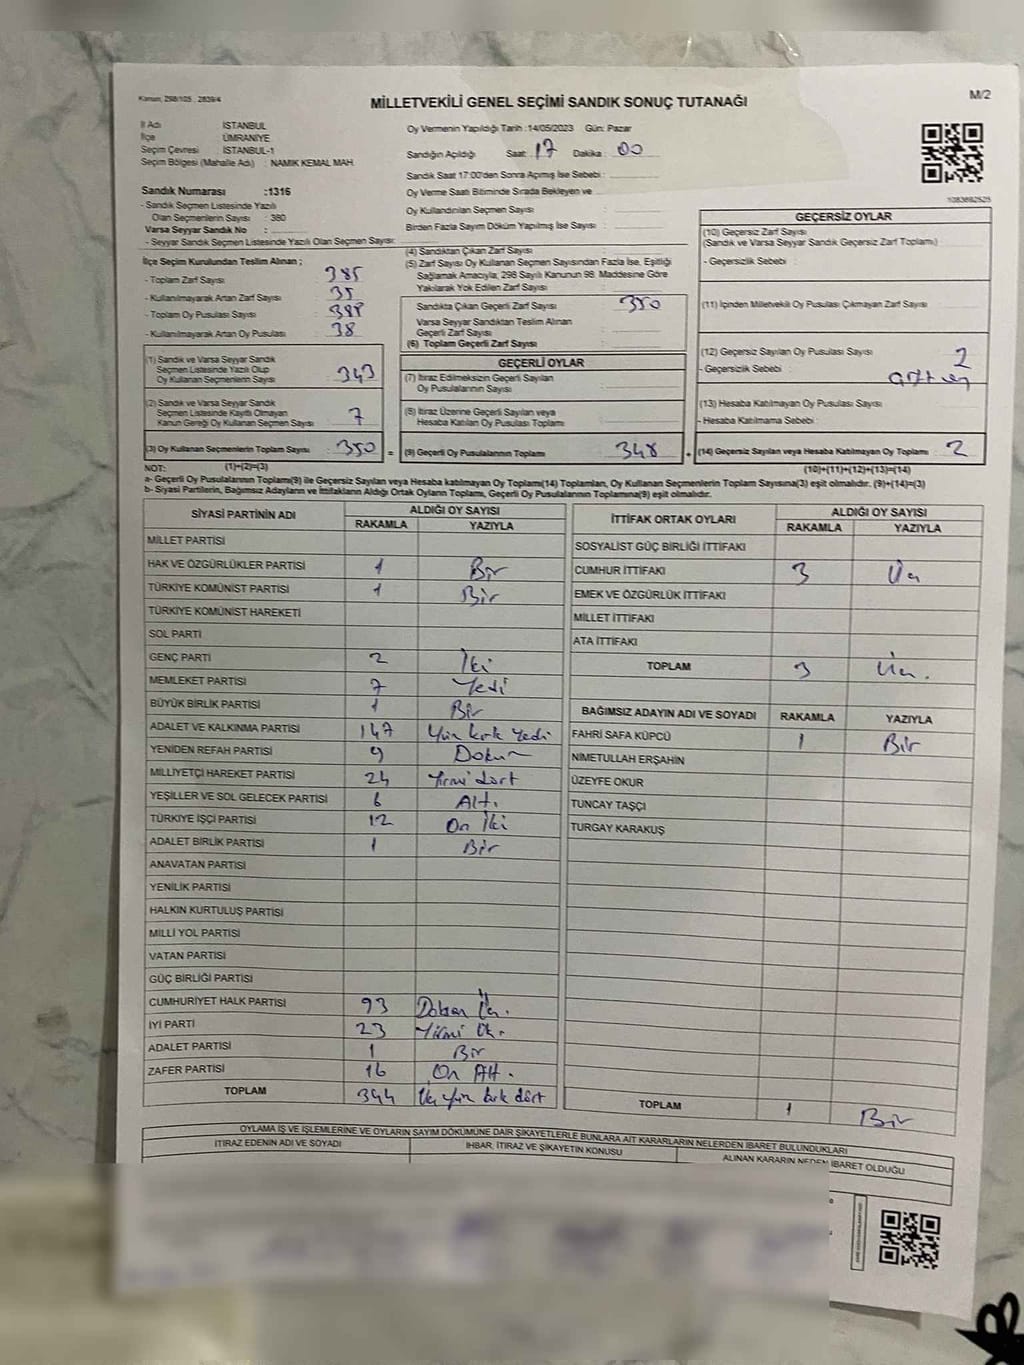 Kanun, 298/105 , 2839/4
MİLLETVEKİLİ GENEL SEÇİMİ SANDIK SONUÇ TUTANAĞI
M/2
İl Adı : İSTANBUL
İlçe : ÜMRANİYE
Seçim Çevresi : İSTANBUL-1
Seçim Bölgesi (Mahalle Adı) : NAMIK KEMAL MAH.
Oy Vermenin Yapıldığı Tarih :14/05/2023 Gün: Pazar
Sandığın Açıldığı Saat: 17 Dakika : 00
Sandık Saat 17:00'den Sonra Açılmış İse Sebebi :
Sandık Numarası :1316
- Sandık Seçmen Listesinde Yazılı
Olan Seçmenlerin Sayısı : 380
Varsa Seyyar Sandık No :
- Seyyar Sandık Seçmen Listesinde Yazılı Olan Seçmen Sayısı:
Oy Verme Saati Bitiminde Sırada Bekleyen ve
Oy Kullandırılan Seçmen Sayısı :
Birden Fazla Sayım Döküm Yapılmış İse Sayısı :
1083692525
İlçe Seçim Kurulundan Teslim Alınan ;
- Toplam Zarf Sayısı : 385
- Kullanılmayarak Artan Zarf Sayısı : 35
- Toplam Oy Pusulası Sayısı : 388
- Kullanılmayarak Artan Oy Pusulası : 38
(4) Sandıktan Çıkan Zarf Sayısı :
(5) Zarf Sayısı Oy Kullanan Seçmen Sayısından Fazla İse, Eşitliği
Sağlamak Amacıyla, 298 Sayılı Kanunun 98. Maddesine Göre
Yakılarak Yok Edilen Zarf Sayısı :
Sandıkta Çıkan Geçerli Zarf Sayısı : 350
Varsa Seyyar Sandıktan Teslim Alınan
Geçerli Zarf Sayısı :
(6) Toplam Geçerli Zarf Sayısı :
GEÇERSİZ OYLAR
(10) Geçersiz Zarf Sayısı
(Sandık ve Varsa Seyyar Sandık Geçersiz Zarf Toplamı) :
- Geçersizlik Sebebi :
(11) İçinden Milletvekili Oy Pusulası Çıkmayan Zarf Sayısı :
(12) Geçersiz Sayılan Oy Pusulası Sayısı : 2
- Geçersizlik Sebebi :
(13) Hesaba Katılmayan Oy Pusulası Sayısı :
- Hesaba Katılmama Sebebi :
(14) Geçersiz Sayılan veya Hesaba Katılmayan Oy Toplamı : 2
(10)+(11)+(12)+(13)=(14)
(1) Sandık ve Varsa Seyyar Sandık
Seçmen Listesinde Yazılı Olup
Oy Kullanan Seçmenlerin Sayısı : 343
(2) Sandık ve Varsa Seyyar Sandık
Seçmen Listesinde Kayıtlı Olmayan
Kanun Gereği Oy Kullanan Seçmen Sayısı : 7
(3) Oy Kullanan Seçmenlerin Toplam Sayısı : 350 =
GEÇERLİ OYLAR
(7) İtiraz Edilmeksizin Geçerli Sayılan
Oy Pusulalarının Sayısı :
(8) İtiraz Üzerine Geçerli Sayılan veya
Hesaba Katılan Oy Pusulası Toplamı :
(9) Geçerli Oy Pusulalarının Toplamı : 348 +
NOT: (1)+(2)=(3)
a- Geçerli Oy Pusulalarının Toplamı(9) ile Geçersiz Sayılan veya Hesaba katılmayan Oy Toplamı(14) Toplamları, Oy Kullanan Seçmenlerin Toplam Sayısına(3) eşit olmalıdır. (9)+(14)=(3)
b- Siyasi Partilerin, Bağımsız Adayların ve İttifakların Aldığı Ortak Oyların Toplamı, Geçerli Oy Pusulalarının Toplamına(9) eşit olmalıdır.
SİYASİ PARTİNİN ADI ALDIĞI OY SAYISI
RAKAMLA YAZIYLA
MİLLET PARTİSİ
HAK VE ÖZGÜRLÜKLER PARTİSİ 1 Bir
TÜRKİYE KOMÜNİST PARTİSİ 1 Bir
TÜRKİYE KOMÜNİST HAREKETİ
SOL PARTİ
GENÇ PARTİ 2 İki
MEMLEKET PARTİSİ 7 Yedi
BÜYÜK BİRLİK PARTİSİ 1 Bir
ADALET VE KALKINMA PARTİSİ 147 Yüz kırk Yedi
YENİDEN REFAH PARTİSİ 9 Dokuz
MİLLİYETÇİ HAREKET PARTİSİ 24 Yirmi dört
YEŞİLLER VE SOL GELECEK PARTİSİ 6 Altı
TÜRKİYE İŞÇİ PARTİSİ 12 On İki
ADALET BİRLİK PARTİSİ 1 Bir
ANAVATAN PARTİSİ
YENİLİK PARTİSİ
HALKIN KURTULUŞ PARTİSİ
MİLLİ YOL PARTİSİ
VATAN PARTİSİ
GÜÇ BİRLİĞİ PARTİSİ
CUMHURİYET HALK PARTİSİ 93 Doksan Üç.
İYİ PARTİ 23 Yirmi Üç.
ADALET PARTİSİ 1 Bir
ZAFER PARTİSİ 16 On Altı.
TOPLAM 344 Üç yüz kırk dört
İTTİFAK ORTAK OYLARI ALDIĞI OY SAYISI
RAKAMLA YAZIYLA
SOSYALİST GÜÇ BİRLİĞİ İTTİFAKI
CUMHUR İTTİFAKI 3 Üç
EMEK VE ÖZGÜRLÜK İTTİFAKI
MİLLET İTTİFAKI
ATA İTTİFAKI
TOPLAM 3 Üç.
BAĞIMSIZ ADAYIN ADI VE SOYADI RAKAMLA YAZIYLA
FAHRİ SAFA KÜPCÜ 1 Bir
NİMETULLAH ERŞAHİN
ÜZEYFE OKUR
TUNCAY TAŞÇI
TURGAY KARAKUŞ
TOPLAM 1 Bir
OYLAMA İŞ VE İŞLEMLERİNE VE OYLARIN SAYIM DÖKÜMÜNE DAİR ŞİKAYETLERLE BUNLARA AİT KARARLARIN NELERDEN İBARET BULUNDUKLARI
İTİRAZ EDENİN ADI VE SOYADI İHBAR, İTİRAZ VE ŞİKAYETİN KONUSU ALINAN KARARIN NEDEN İBARET OLDUĞU